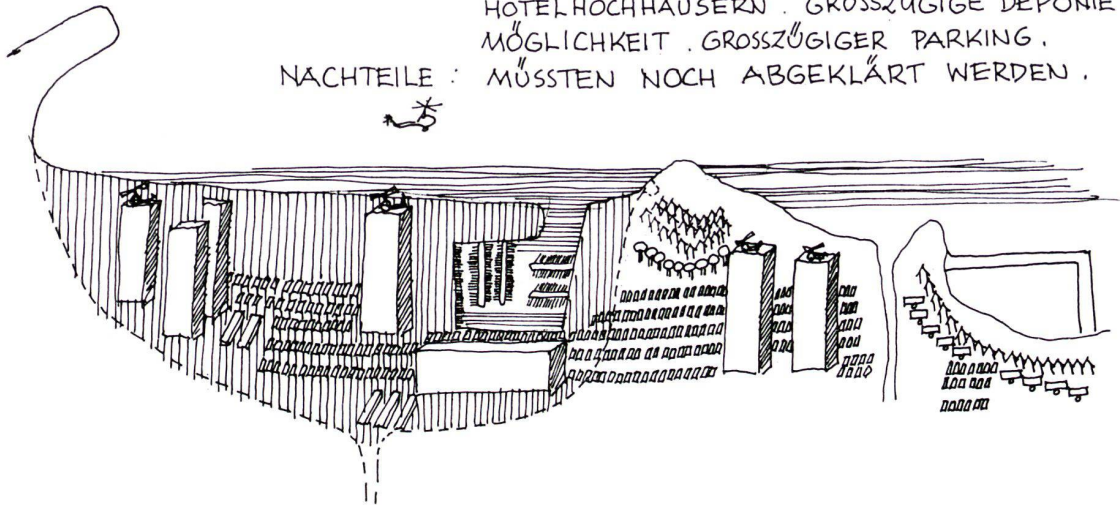 HOTELHOCHHÄUSERN . GROSSZÜGIGE DEPONIE
MÖGLICHKEIT . GROSSZÜGIGER PARKING .
NACHTEILE : MÜSSTEN NOCH ABGEKLÄRT WERDEN .